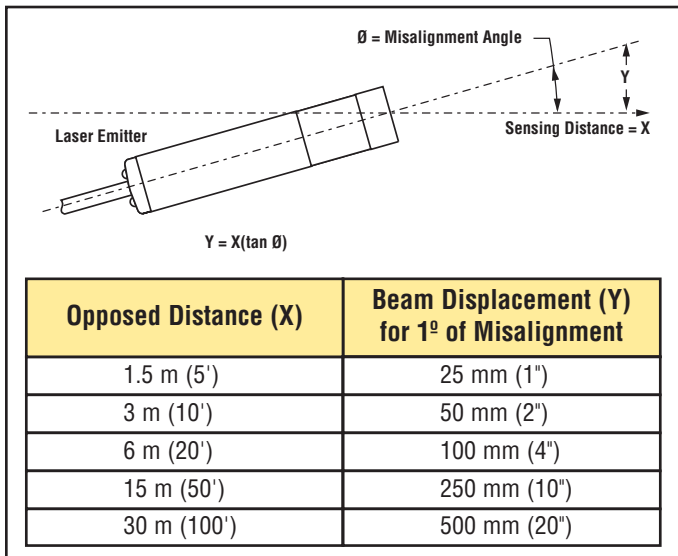 Ø = Misalignment Angle
Y
Laser Emitter
Sensing Distance = X
Y = X(tan Ø)
Opposed Distance (X)
Beam Displacement (Y)
for 1º of Misalignment
1.5 m (5') 25 mm (1")
3 m (10') 50 mm (2")
6 m (20') 100 mm (4")
15 m (50') 250 mm (10")
30 m (100') 500 mm (20")